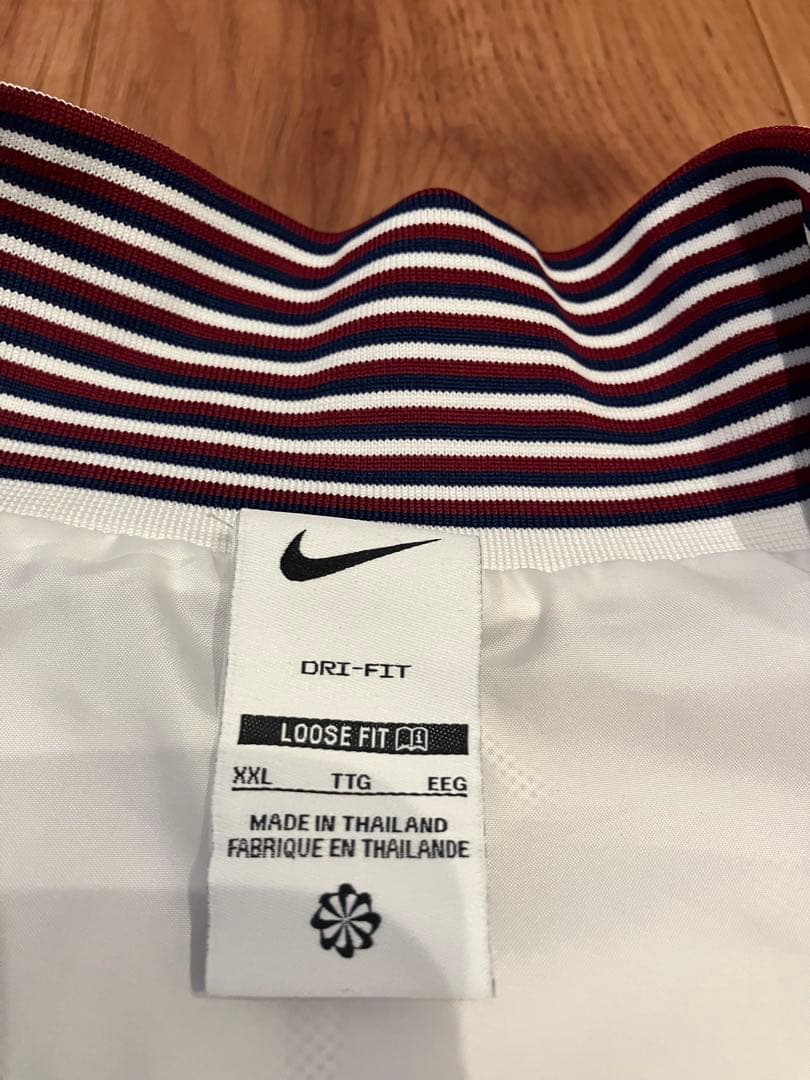 DRI-FIT
LOOSE FIT
XXL TTG EEG
MADE IN THAILAND
FABRIQUE EN THAILANDE